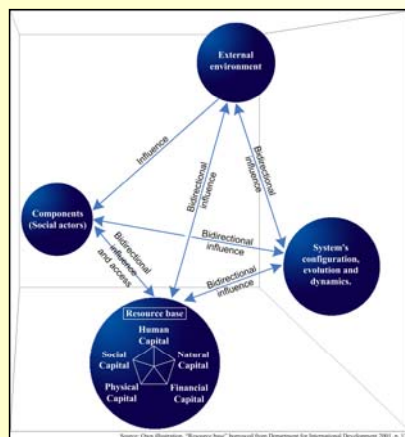 External
environment
Influence
Bidirectional
influence
Bidirectional
influence
Components
(Social actors)
Bidirectional
influence
Bidirectional
influence
and access
System's
configuration,
evolution and
dynamics.
Bidirectional
influence
Resource base
Human
Capital
Social
Capital
Natural
Capital
Physical
Capital
Financial
Capital
Source: Own illustration. "Resource base" borrowed from Department for International Development 2001, p.